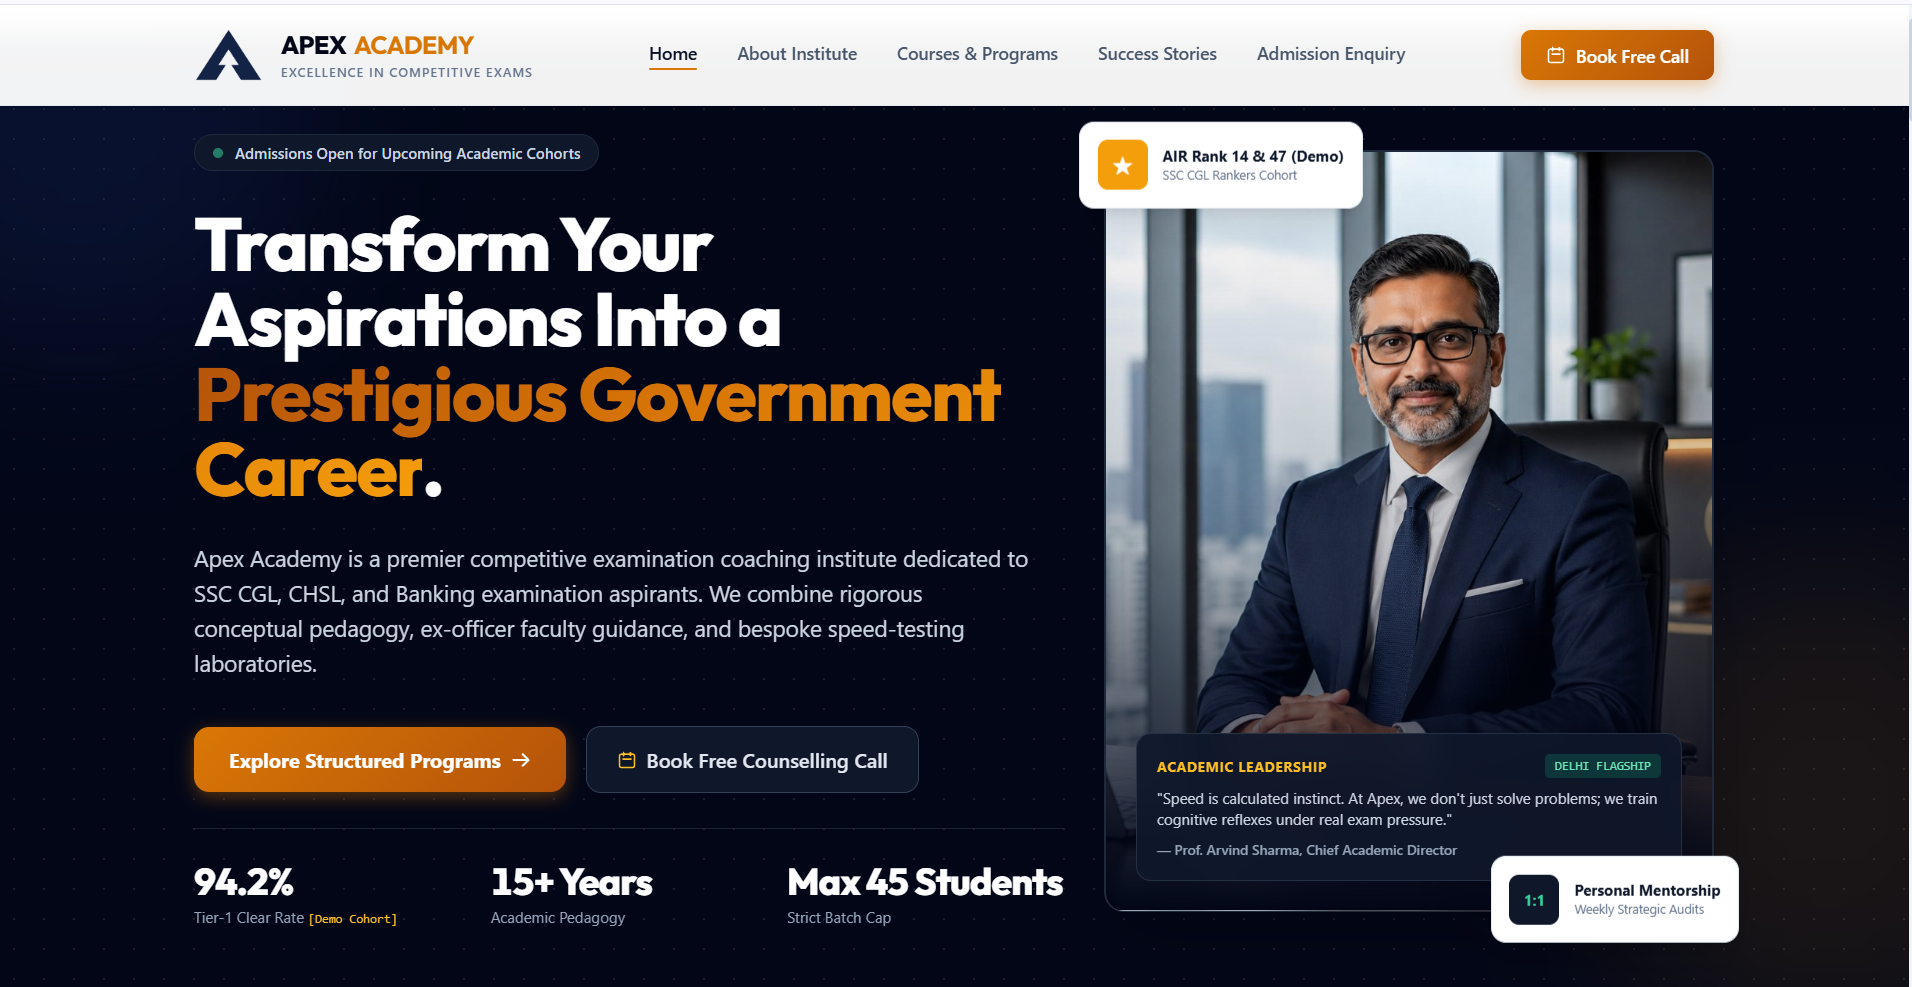 APEX ACADEMY
EXCELLENCE IN COMPETITIVE EXAMS
Home
About Institute
Courses & Programs
Success Stories
Admission Enquiry
Book Free Call
Admissions Open for Upcoming Academic Cohorts
Transform Your
Aspirations Into a
Prestigious Government
Career.
Apex Academy is a premier competitive examination coaching institute dedicated to
SSC CGL, CHSL, and Banking examination aspirants. We combine rigorous
conceptual pedagogy, ex-officer faculty guidance, and bespoke speed-testing
laboratories.
Explore Structured Programs →
Book Free Counselling Call
94.2%
Tier-1 Clear Rate [Demo Cohort]
15+ Years
Academic Pedagogy
Max 45 Students
Strict Batch Cap
AIR Rank 14 & 47 (Demo)
SSC CGL Rankers Cohort
ACADEMIC LEADERSHIP
DELHI FLAGSHIP
"Speed is calculated instinct. At Apex, we don't just solve problems; we train
cognitive reflexes under real exam pressure."
— Prof. Arvind Sharma, Chief Academic Director
1:1
Personal Mentorship
Weekly Strategic Audits